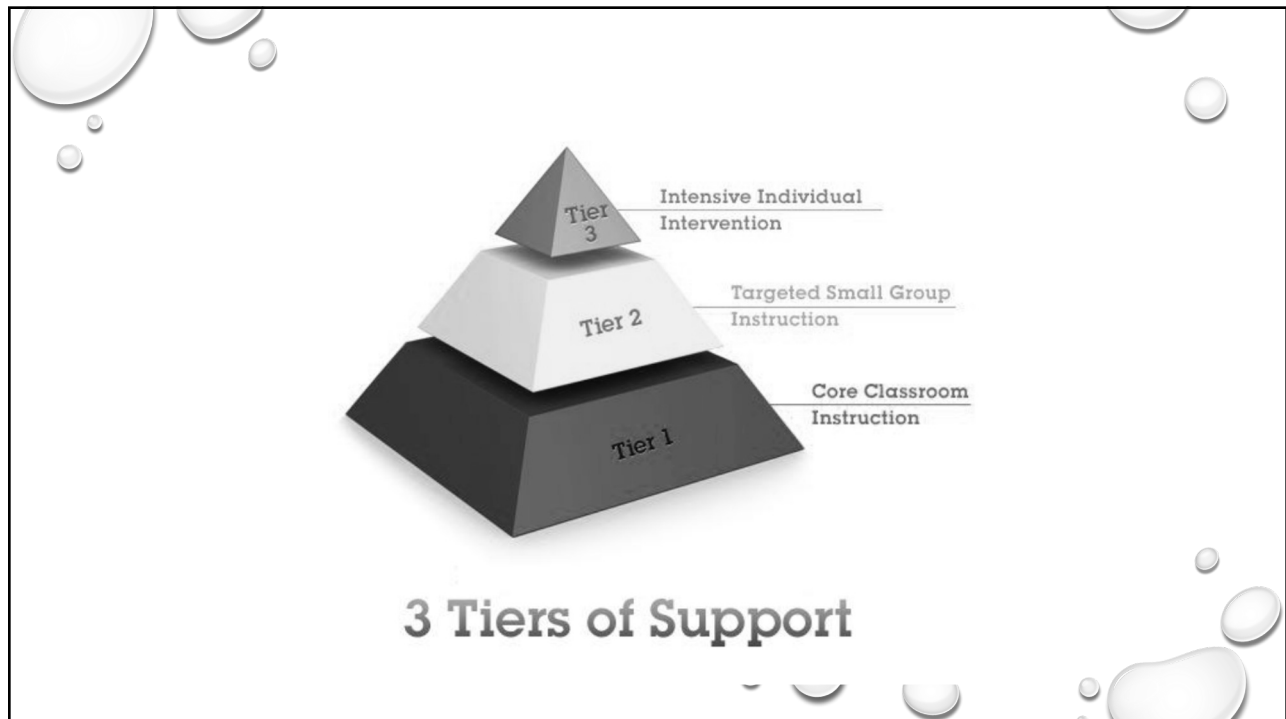 Tier
3
Intensive Individual
Intervention
Tier 2
Targeted Small Group
Instruction
Tier 1
Core Classroom
Instruction
3 Tiers of Support